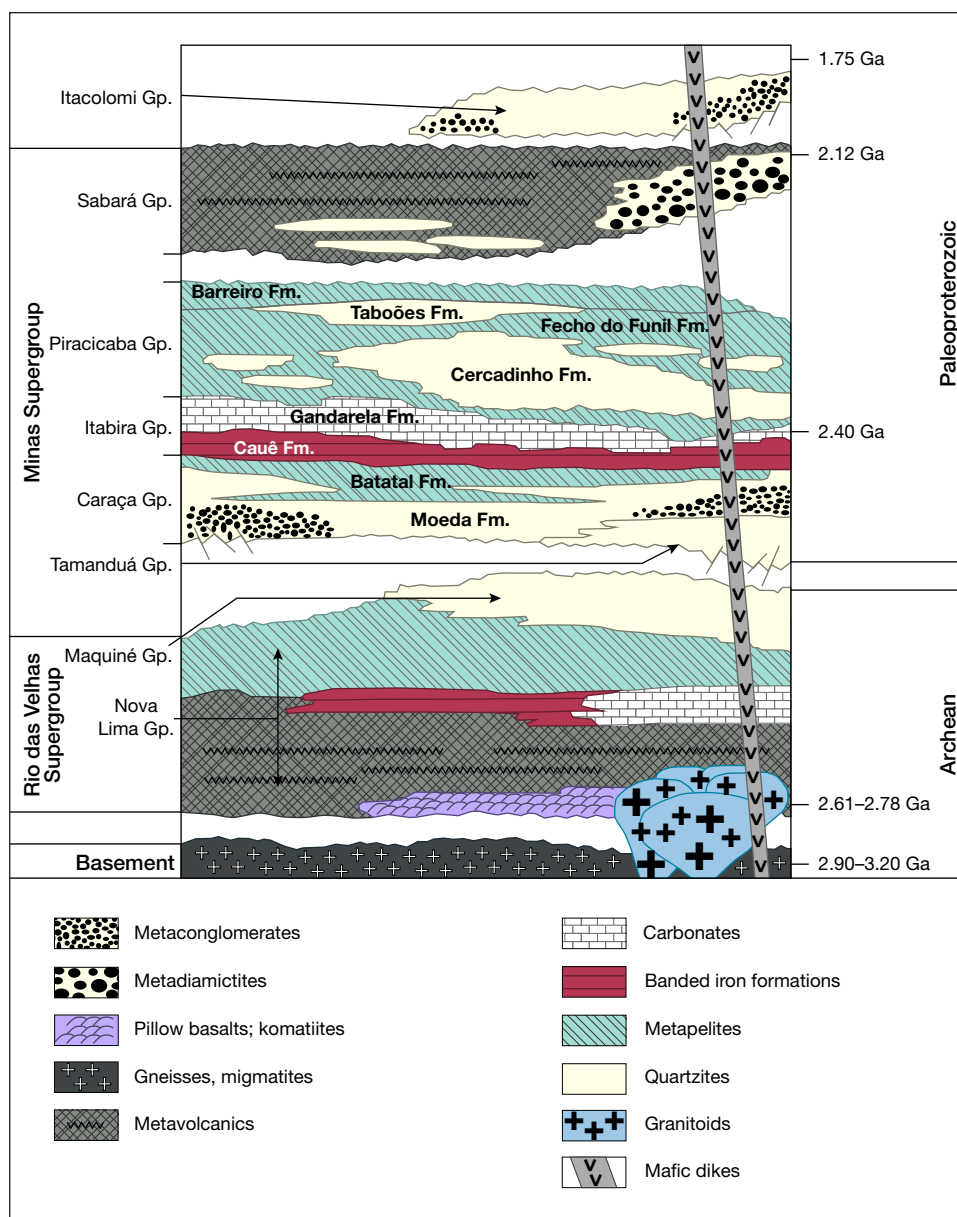 1.75 Ga
Itacolomi Gp.
2.12 Ga
Sabará Gp.
Paleoproterozoic
Minas Supergroup
Barreiro Fm.
Taboões Fm.
Fecho do Funil Fm.
Piracicaba Gp.
Cercadinho Fm.
Gandarela Fm.
Itabira Gp.
2.40 Ga
Cauê Fm.
Batatal Fm.
Caraça Gp.
Moeda Fm.
Tamanduá Gp.
Maquiné Gp.
Rio das Velhas
Supergroup
Nova
Lima Gp.
Archean
2.61–2.78 Ga
Basement
2.90–3.20 Ga
Metaconglomerates
Metadiamictites
Pillow basalts; komatiites
Gneisses, migmatites
Metavolcanics
Carbonates
Banded iron formations
Metapelites
Quartzites
Granitoids
Mafic dikes